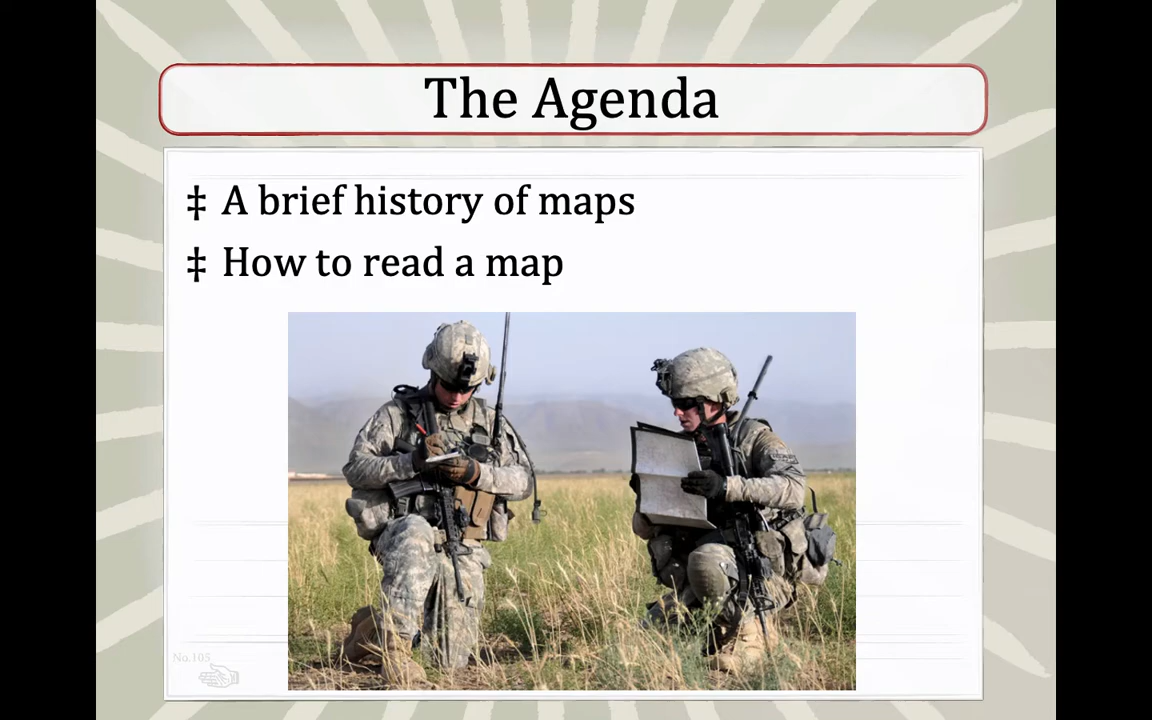 The Agenda
‡ A brief history of maps
‡ How to read a map
No.105